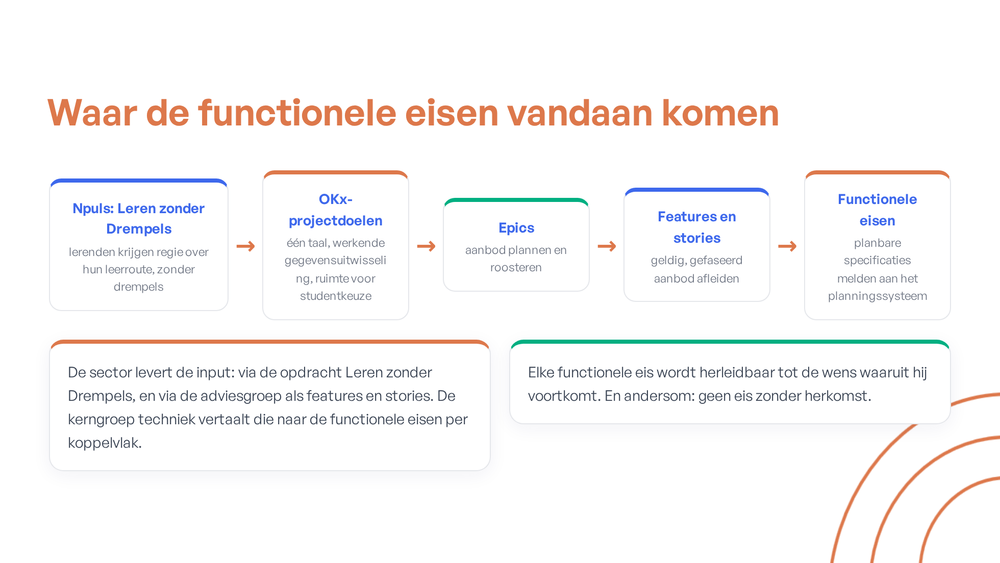 Waar de functionele eisen vandaan komen
Npuls: Leren zonder
Drempels
lerenden krijgen regie over
hun leerroute, zonder
drempels
→
OKx-
projectdoelen
één taal, werkende
gegevensuitwisseli
ng, ruimte voor
studentkeuze
→
Epics
aanbod plannen en
roosteren
→
Features en
stories
geldig, gefaseerd
aanbod afleiden
→
Functionele
eisen
planbare
specificaties
melden aan het
planningssysteem
De sector levert de input: via de opdracht Leren zonder
Drempels, en via de adviesgroep als features en stories. De
kerngroep techniek vertaalt die naar de functionele eisen per
koppelvlak.
Elke functionele eis wordt herleidbaar tot de wens waaruit hij
voortkomt. En andersom: geen eis zonder herkomst.